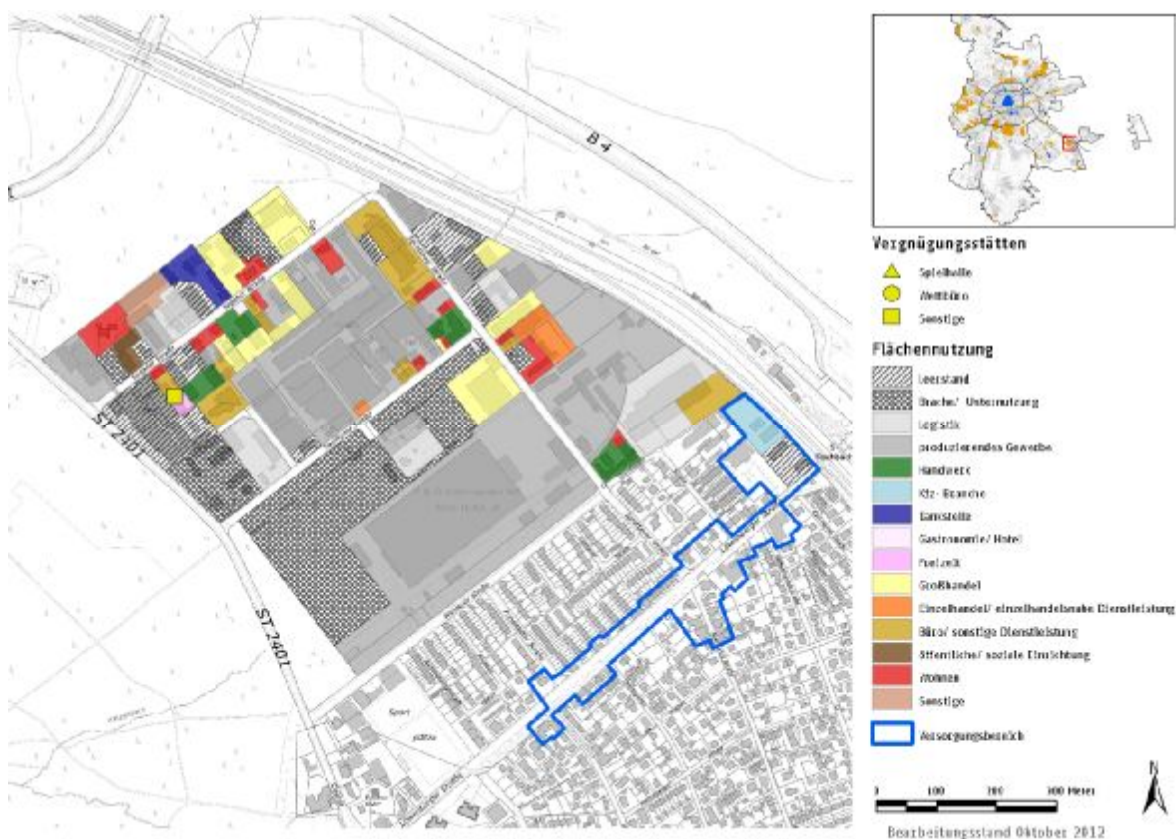 B 4
ST 2401
ST 2401
Sport
Vergnügungsstätten
Spielhalle
Wettbüro
Sonstige
Flächennutzung
Leerstand
Brache/ Unternutzung
Logistik
produzierendes Gewerbe
Handwerk
Kfz- Branche
Tankstelle
Gastronomie/ Hotel
Freizeit
Großhandel
Einzelhandel/ einzelhandelsnahe Dienstleistung
Büro/ sonstige Dienstleistung
öffentliche/ soziale Einrichtung
Wohnen
Sonstige
Versorgungsbereich
N
0 100 200 300 Meter
Bearbeitungsstand Oktober 2012